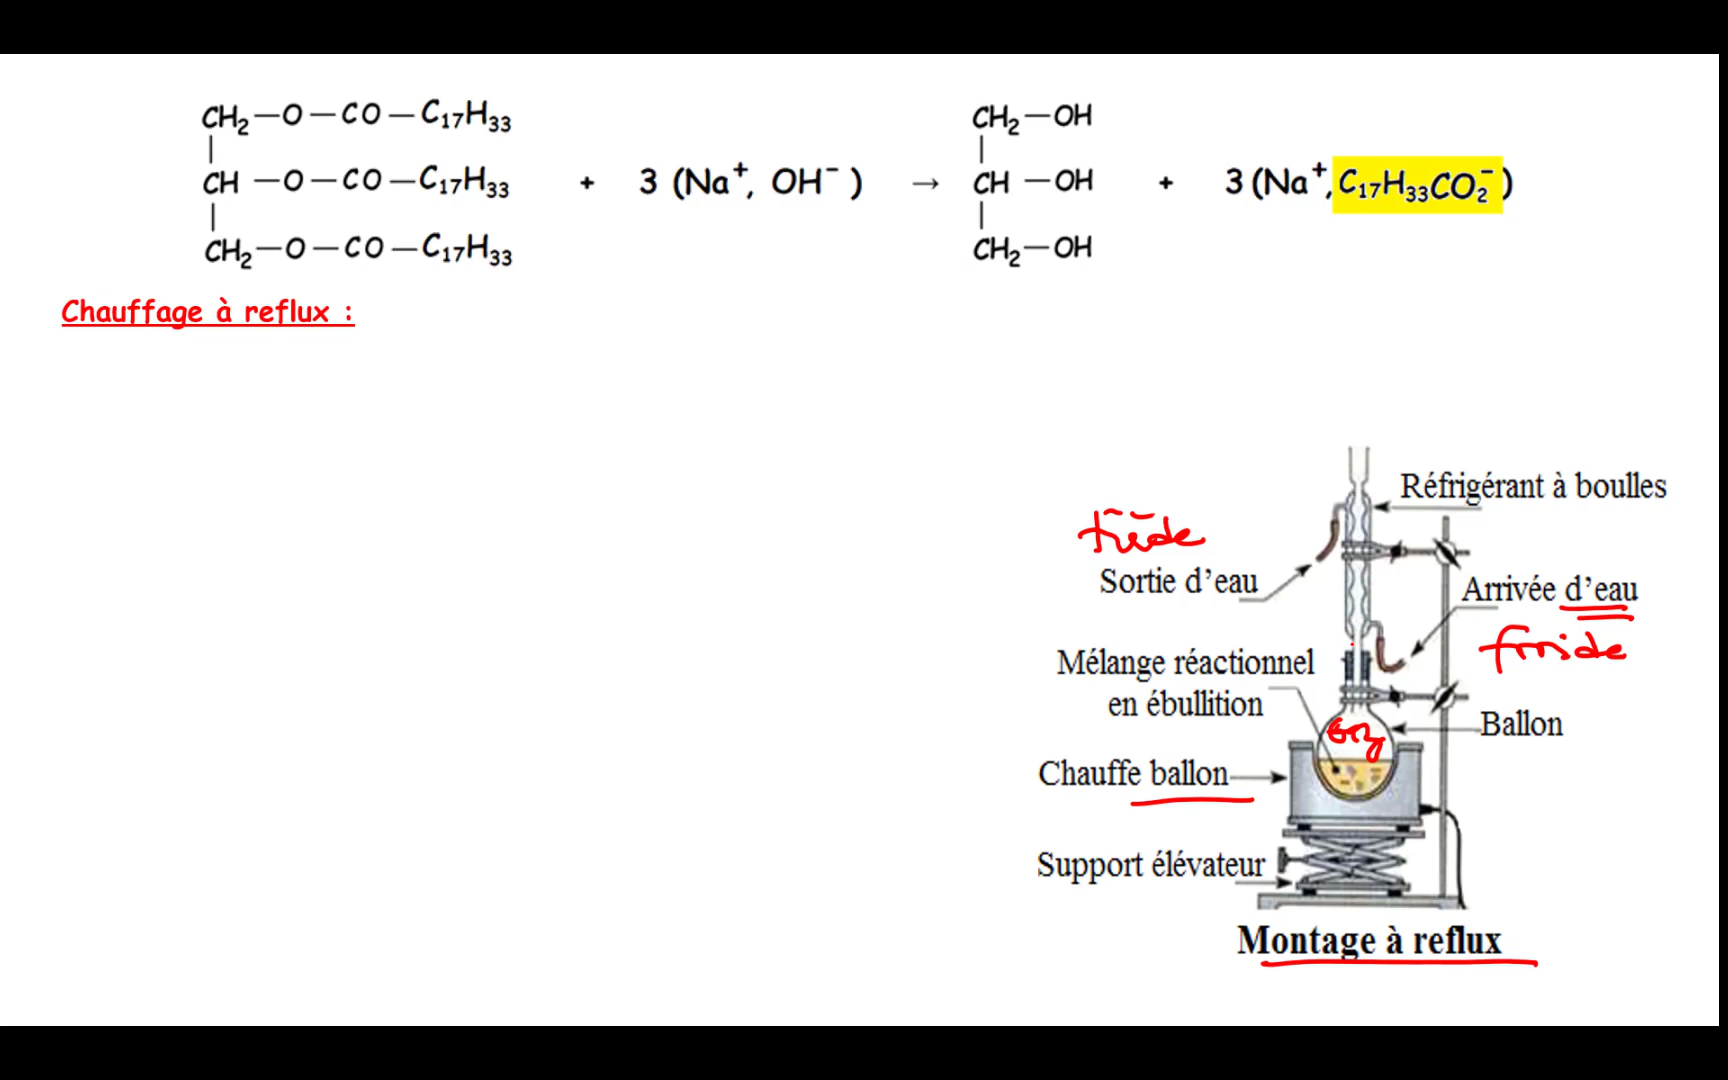 CH₂—O—CO—C₁₇H₃₃ CH₂—OH
CH —O—CO—C₁₇H₃₃ + 3 (Na⁺, OH⁻ ) → CH —OH + 3 (Na⁺, C₁₇H₃₃CO₂⁻ )
CH₂—O—CO—C₁₇H₃₃ CH₂—OH
Chauffage à reflux :
Réfrigérant à boulles
tiède
Sortie d'eau
Arrivée d'eau
froide
Mélange réactionnel
en ébullition
Ballon
Chauffe ballon
Support élévateur
Montage à reflux